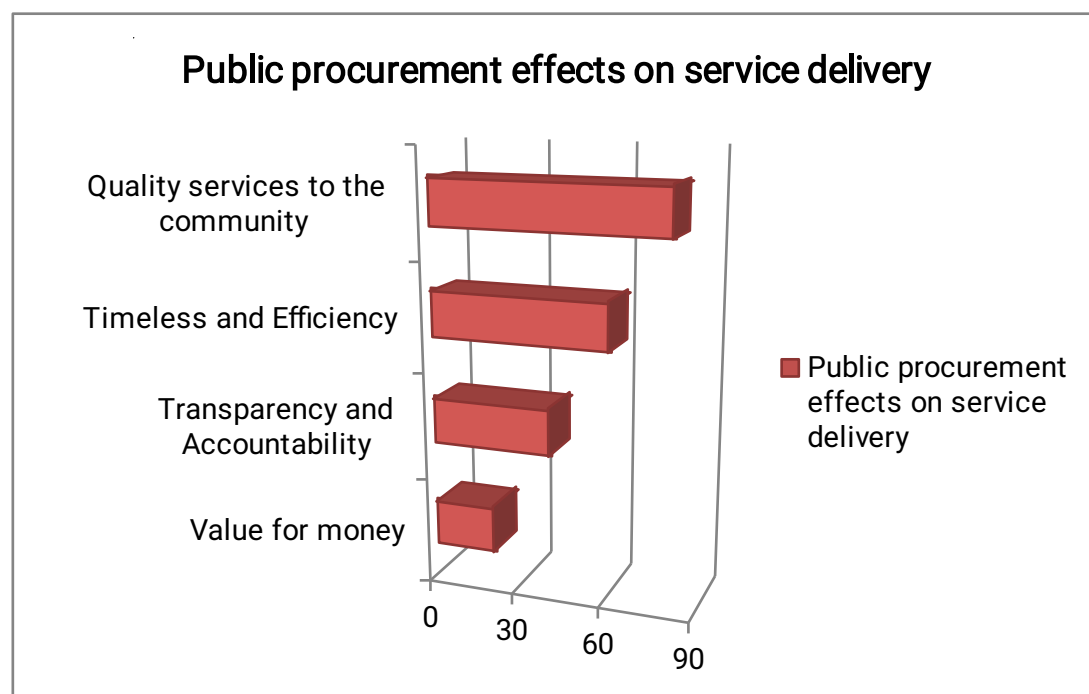 Public procurement effects on service delivery
Quality services to the
community
Timeless and Efficiency
Transparency and
Accountability
Value for money
0
30
60
90
Public procurement
effects on service
delivery